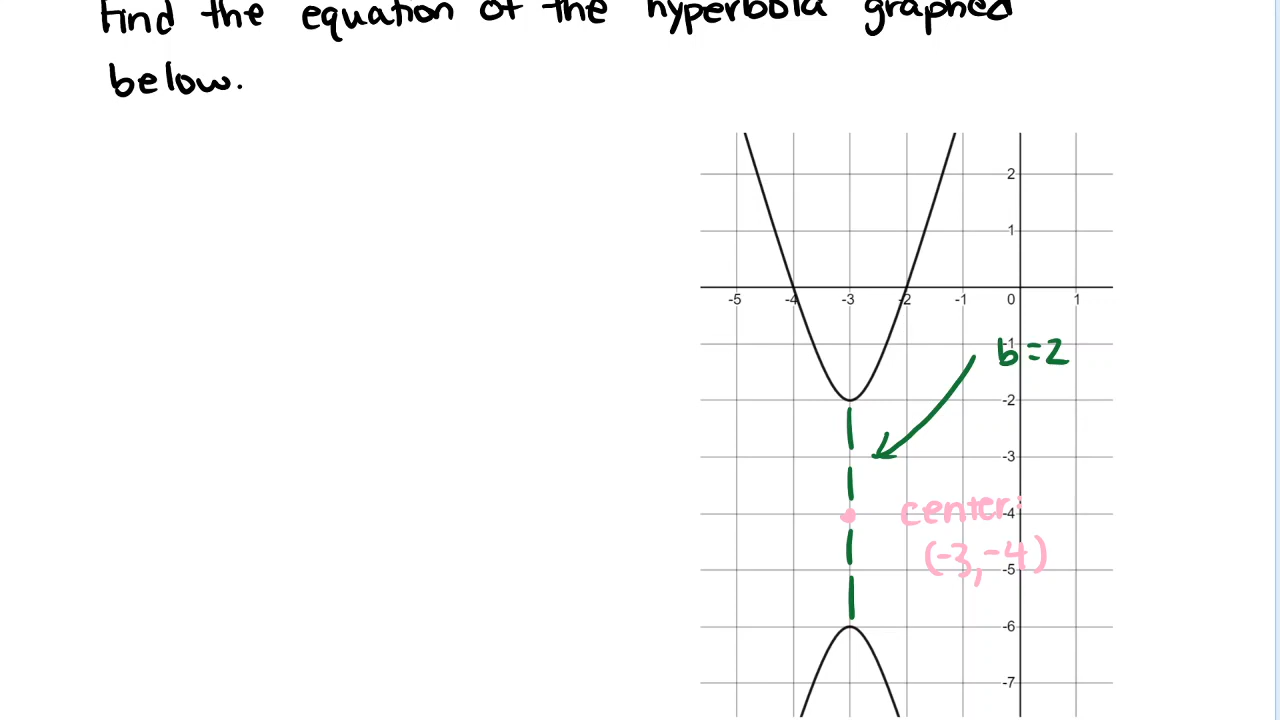 Find the equation of the hyperbola graphed
below.
2
1
-5 -4 -3 -2 -1 0 1
-1
b=2
-2
-3
center:
-4
(-3,-4)
-5
-6
-7